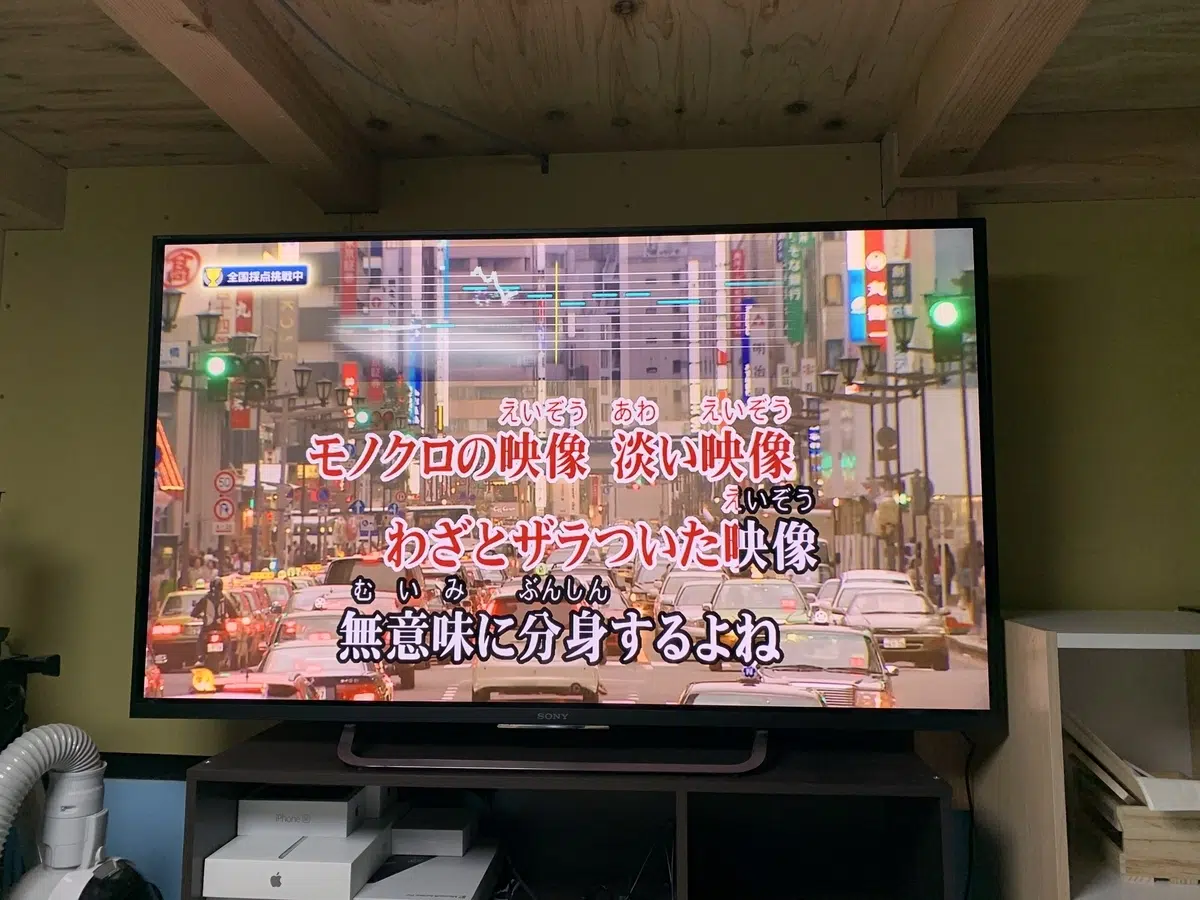 全国採点挑戦中
えいぞう あわ えいぞう
モノクロの映像 淡い映像
えいぞう
わざとザラついた映像
むいみ ぶんしん
無意味に分身するよね
SONY
iPhone